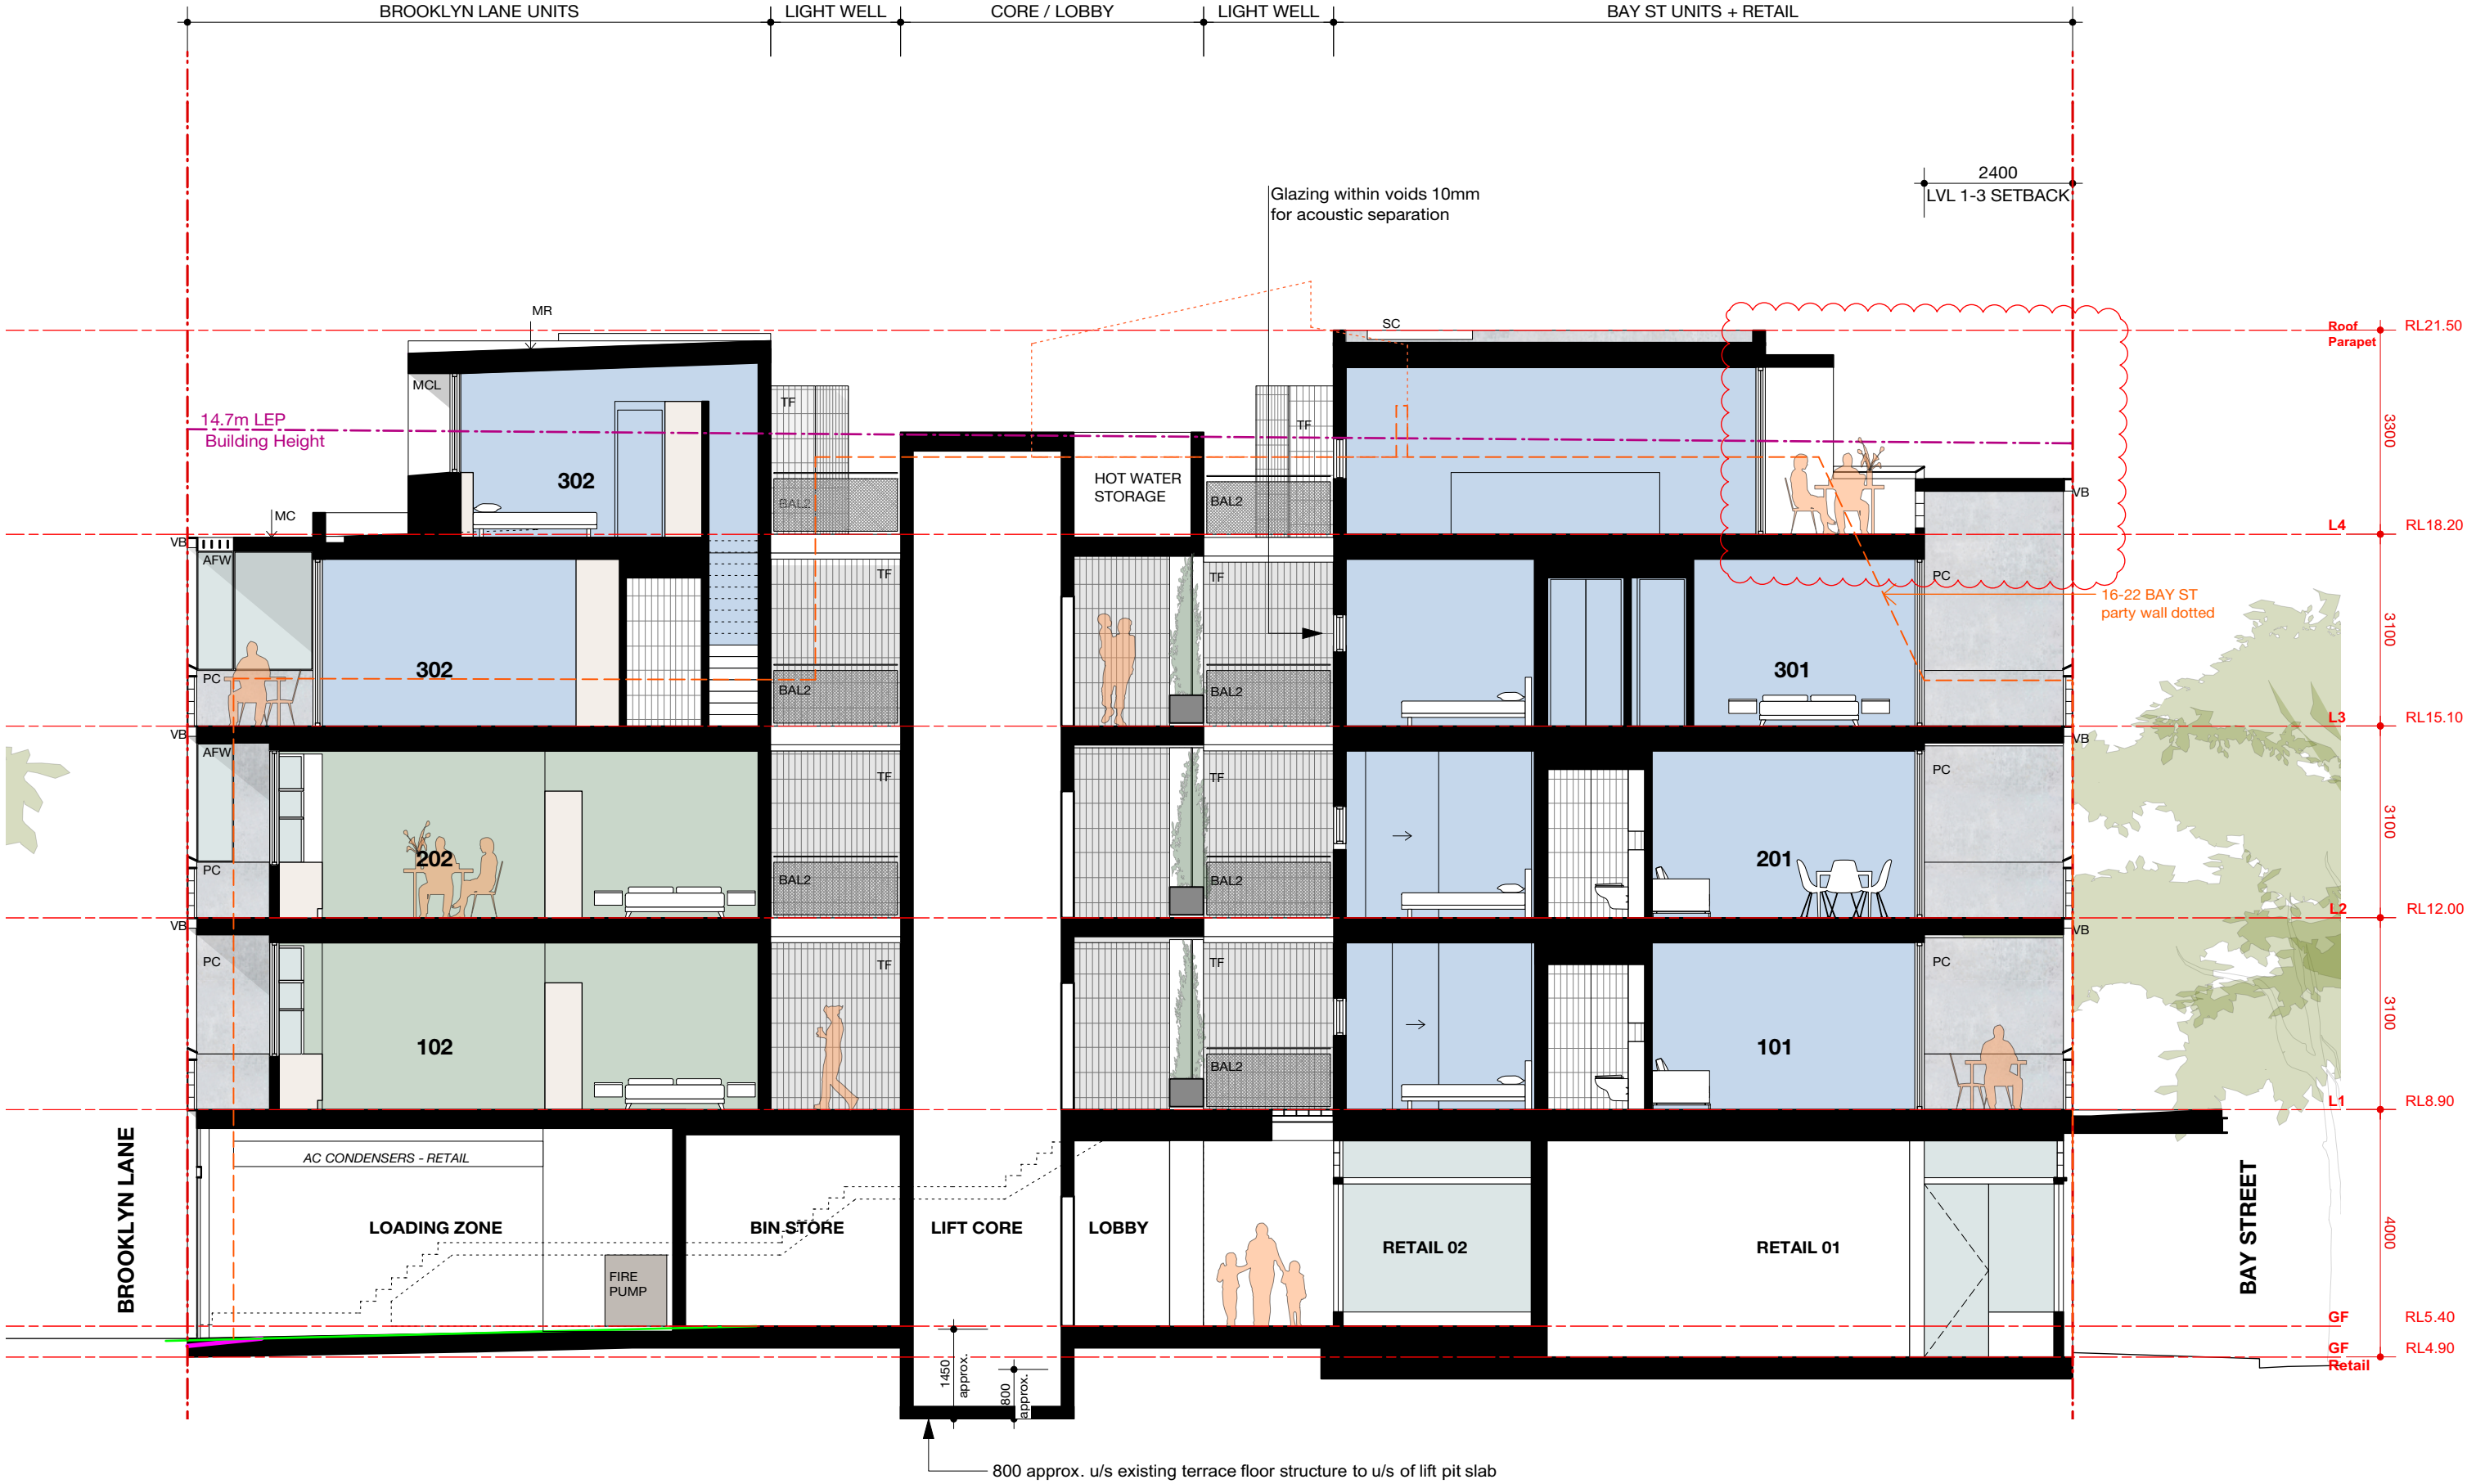 BROOKLYN LANE UNITS
LIGHT WELL
CORE / LOBBY
LIGHT WELL
BAY ST UNITS + RETAIL
2400
LVL 1-3 SETBACK
Glazing within voids 10mm
for acoustic separation
MR
SC
Roof
Parapet
RL21.50
MCL
TF
TF
14.7m LEP
Building Height
3300
302
HOT WATER
STORAGE
BAL2
BAL2
VB
MC
L4
RL18.20
VB
AFW
TF
TF
PC
16-22 BAY ST
party wall dotted
3100
302
301
PC
BAL2
BAL2
L3
RL15.10
VB
VB
AFW
TF
TF
PC
3100
202
201
PC
BAL2
BAL2
L2
RL12.00
VB
VB
PC
TF
TF
PC
3100
102
101
BAL2
L1
RL8.90
AC CONDENSERS - RETAIL
BROOKLYN LANE
LOADING ZONE
BIN STORE
LIFT CORE
LOBBY
RETAIL 02
RETAIL 01
BAY STREET
4000
FIRE
PUMP
GF
RL5.40
GF
Retail
RL4.90
1450
approx.
800
approx.
800 approx. u/s existing terrace floor structure to u/s of lift pit slab